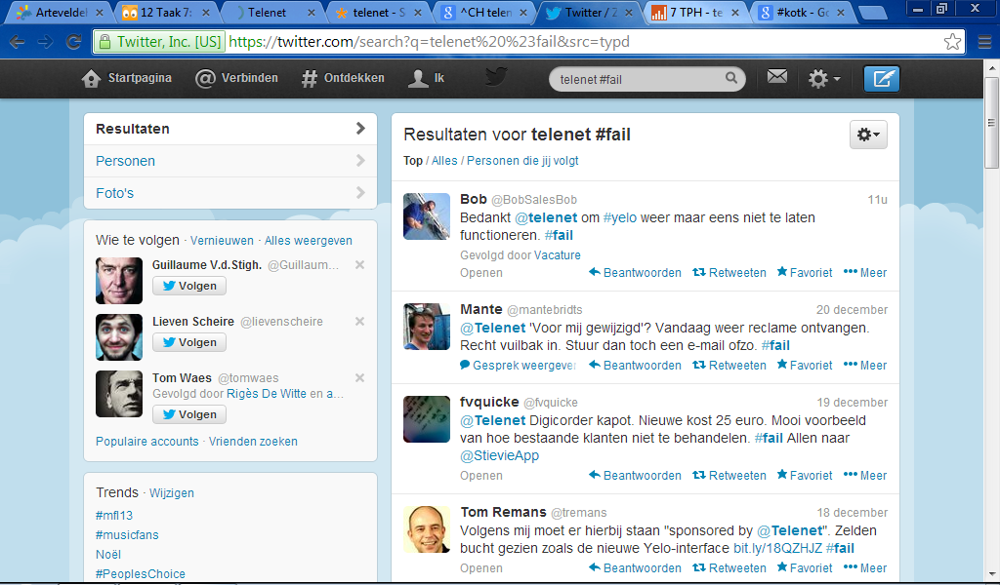 Arteveldel
12 Taak 7:
Telenet
telenet - S
^CH telen
Twitter / Z
7 TPH - te
#kotk - Go
Twitter, Inc. [US] https://twitter.com/search?q=telenet%20%23fail&src=typd
Startpagina
Verbinden
Ontdekken
Ik
telenet #fail
Resultaten
Personen
Foto's
Wie te volgen · Vernieuwen · Alles weergeven
Guillaume V.d.Stigh. @Guillaum...
Volgen
Lieven Scheire @lievenscheire
Volgen
Tom Waes @tomwaes
Gevolgd door Rigès De Witte en a...
Volgen
Populaire accounts · Vrienden zoeken
Trends · Wijzigen
#mfl13
#musicfans
Noël
#PeoplesChoice
Resultaten voor telenet #fail
Top / Alles / Personen die jij volgt
Bob @BobSalesBob 11u
Bedankt @telenet om #yelo weer maar eens niet te laten
functioneren. #fail
Gevolgd door Vacature
Openen Beantwoorden Retweeten Favoriet Meer
Mante @mantebridts 20 december
@Telenet 'Voor mij gewijzigd'? Vandaag weer reclame ontvangen.
Recht vuilbak in. Stuur dan toch een e-mail ofzo. #fail
Gesprek weergeven Beantwoorden Retweeten Favoriet Meer
fvquicke @fvquicke 19 december
@Telenet Digicorder kapot. Nieuwe kost 25 euro. Mooi voorbeeld
van hoe bestaande klanten niet te behandelen. #fail Allen naar
@StievieApp
Openen Beantwoorden Retweeten Favoriet Meer
Tom Remans @tremans 18 december
Volgens mij moet er hierbij staan "sponsored by @Telenet". Zelden
bucht gezien zoals de nieuwe Yelo-interface bit.ly/18QZHJZ #fail
Openen Beantwoorden Retweeten Favoriet Meer